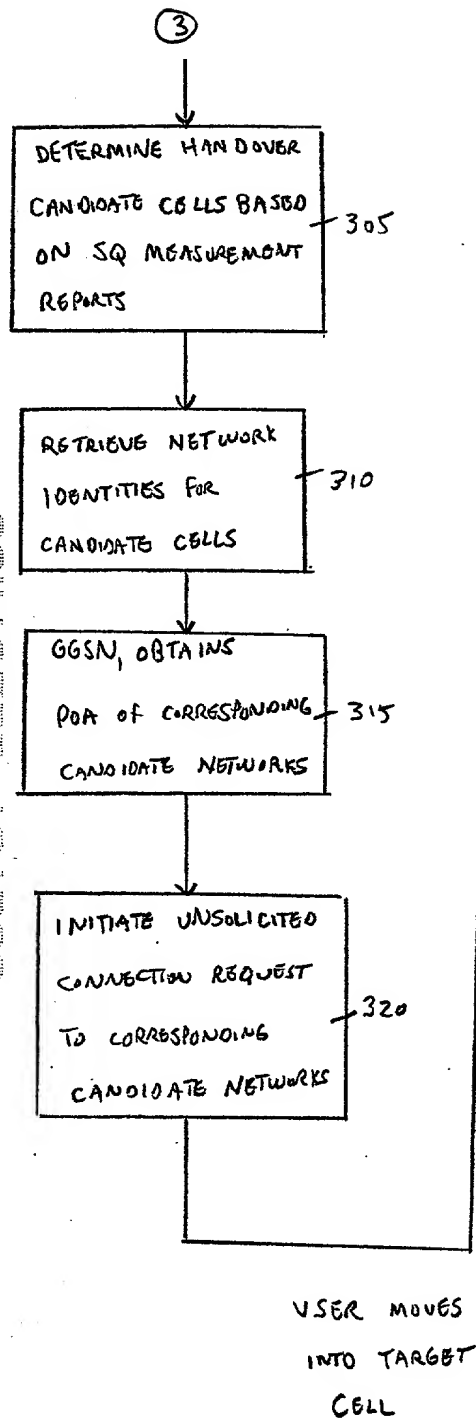 3
DETERMINE HANDOVER
CANDIDATE CELLS BASED
ON SQ MEASUREMENT
REPORTS
305
RETRIEVE NETWORK
IDENTITIES FOR
CANDIDATE CELLS
310
GGSN, OBTAINS
POA OF CORRESPONDING
CANDIDATE NETWORKS
315
INITIATE UNSOLICITED
CONNECTION REQUEST
TO CORRESPONDING
CANDIDATE NETWORKS
320
USER MOVES
INTO TARGET
CELL